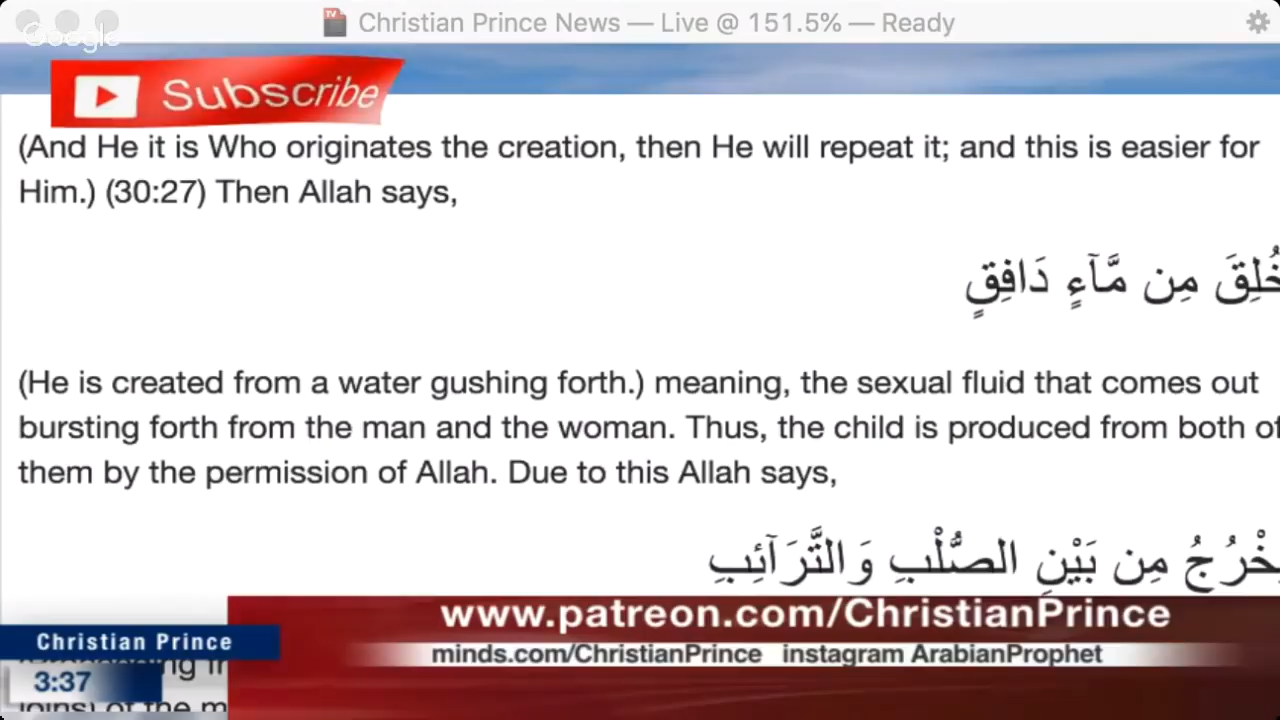 Christian Prince News — Live @ 151.5% — Ready
Google
Subscribe
(And He it is Who originates the creation, then He will repeat it; and this is easier for
Him.) (30:27) Then Allah says,
خُلِقَ مِن مَّآءٍ دَافِقٍ
(He is created from a water gushing forth.) meaning, the sexual fluid that comes out
bursting forth from the man and the woman. Thus, the child is produced from both of
them by the permission of Allah. Due to this Allah says,
مِن بَيْنِ الصُّلْبِ وَالتَّرَآئِبِ
www.patreon.com/ChristianPrince
Christian Prince
minds.com/ChristianPrince instagram ArabianProphet
3:37
of the m